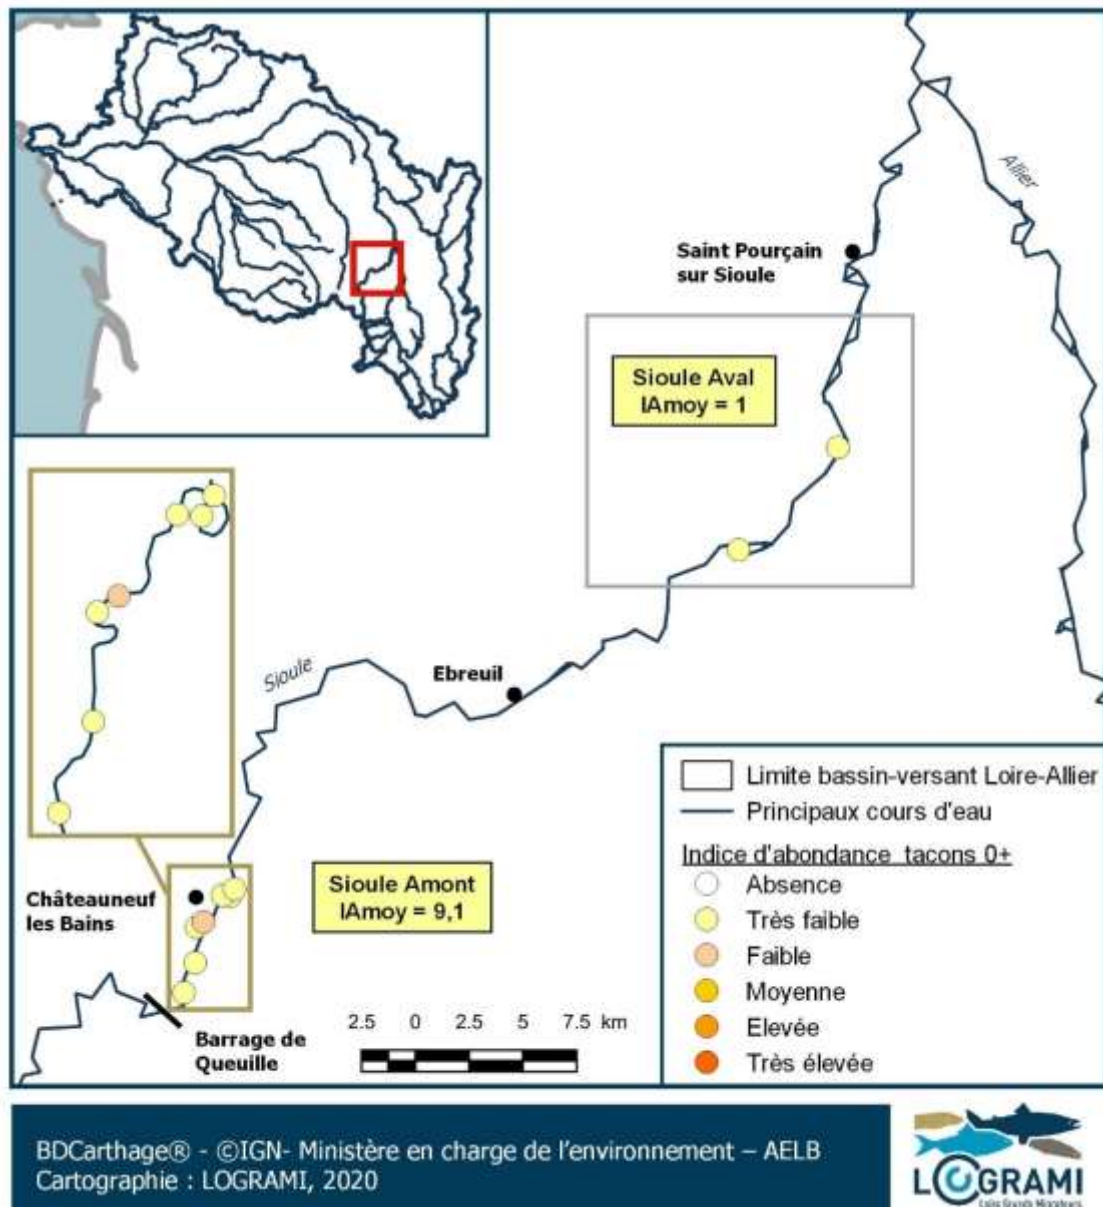 Allier
Saint Pourçain
sur Sioule
Sioule Aval
IAmoy = 1
Sioule
Ebreuil
Châteauneuf
les Bains
Sioule Amont
IAmoy = 9,1
Barrage de
Queuille
2.5 0 2.5 5 7.5 km
Limite bassin-versant Loire-Allier
Principaux cours d'eau
Indice d'abondance tacons 0+
Absence
Très faible
Faible
Moyenne
Elevée
Très élevée
BDCarthage® - ©IGN- Ministère en charge de l'environnement – AELB
Cartographie : LOGRAMI, 2020
LOGRAMI
Loire Grands Migrateurs